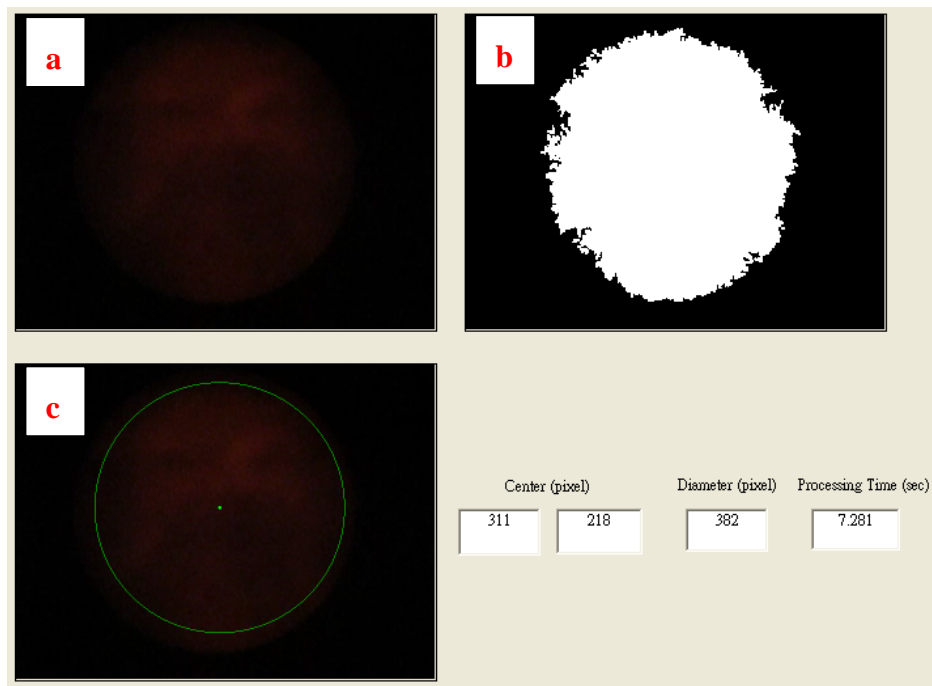 a
b
c
Center (pixel)
Diameter (pixel)
Processing Time (sec)
311
218
382
7.281